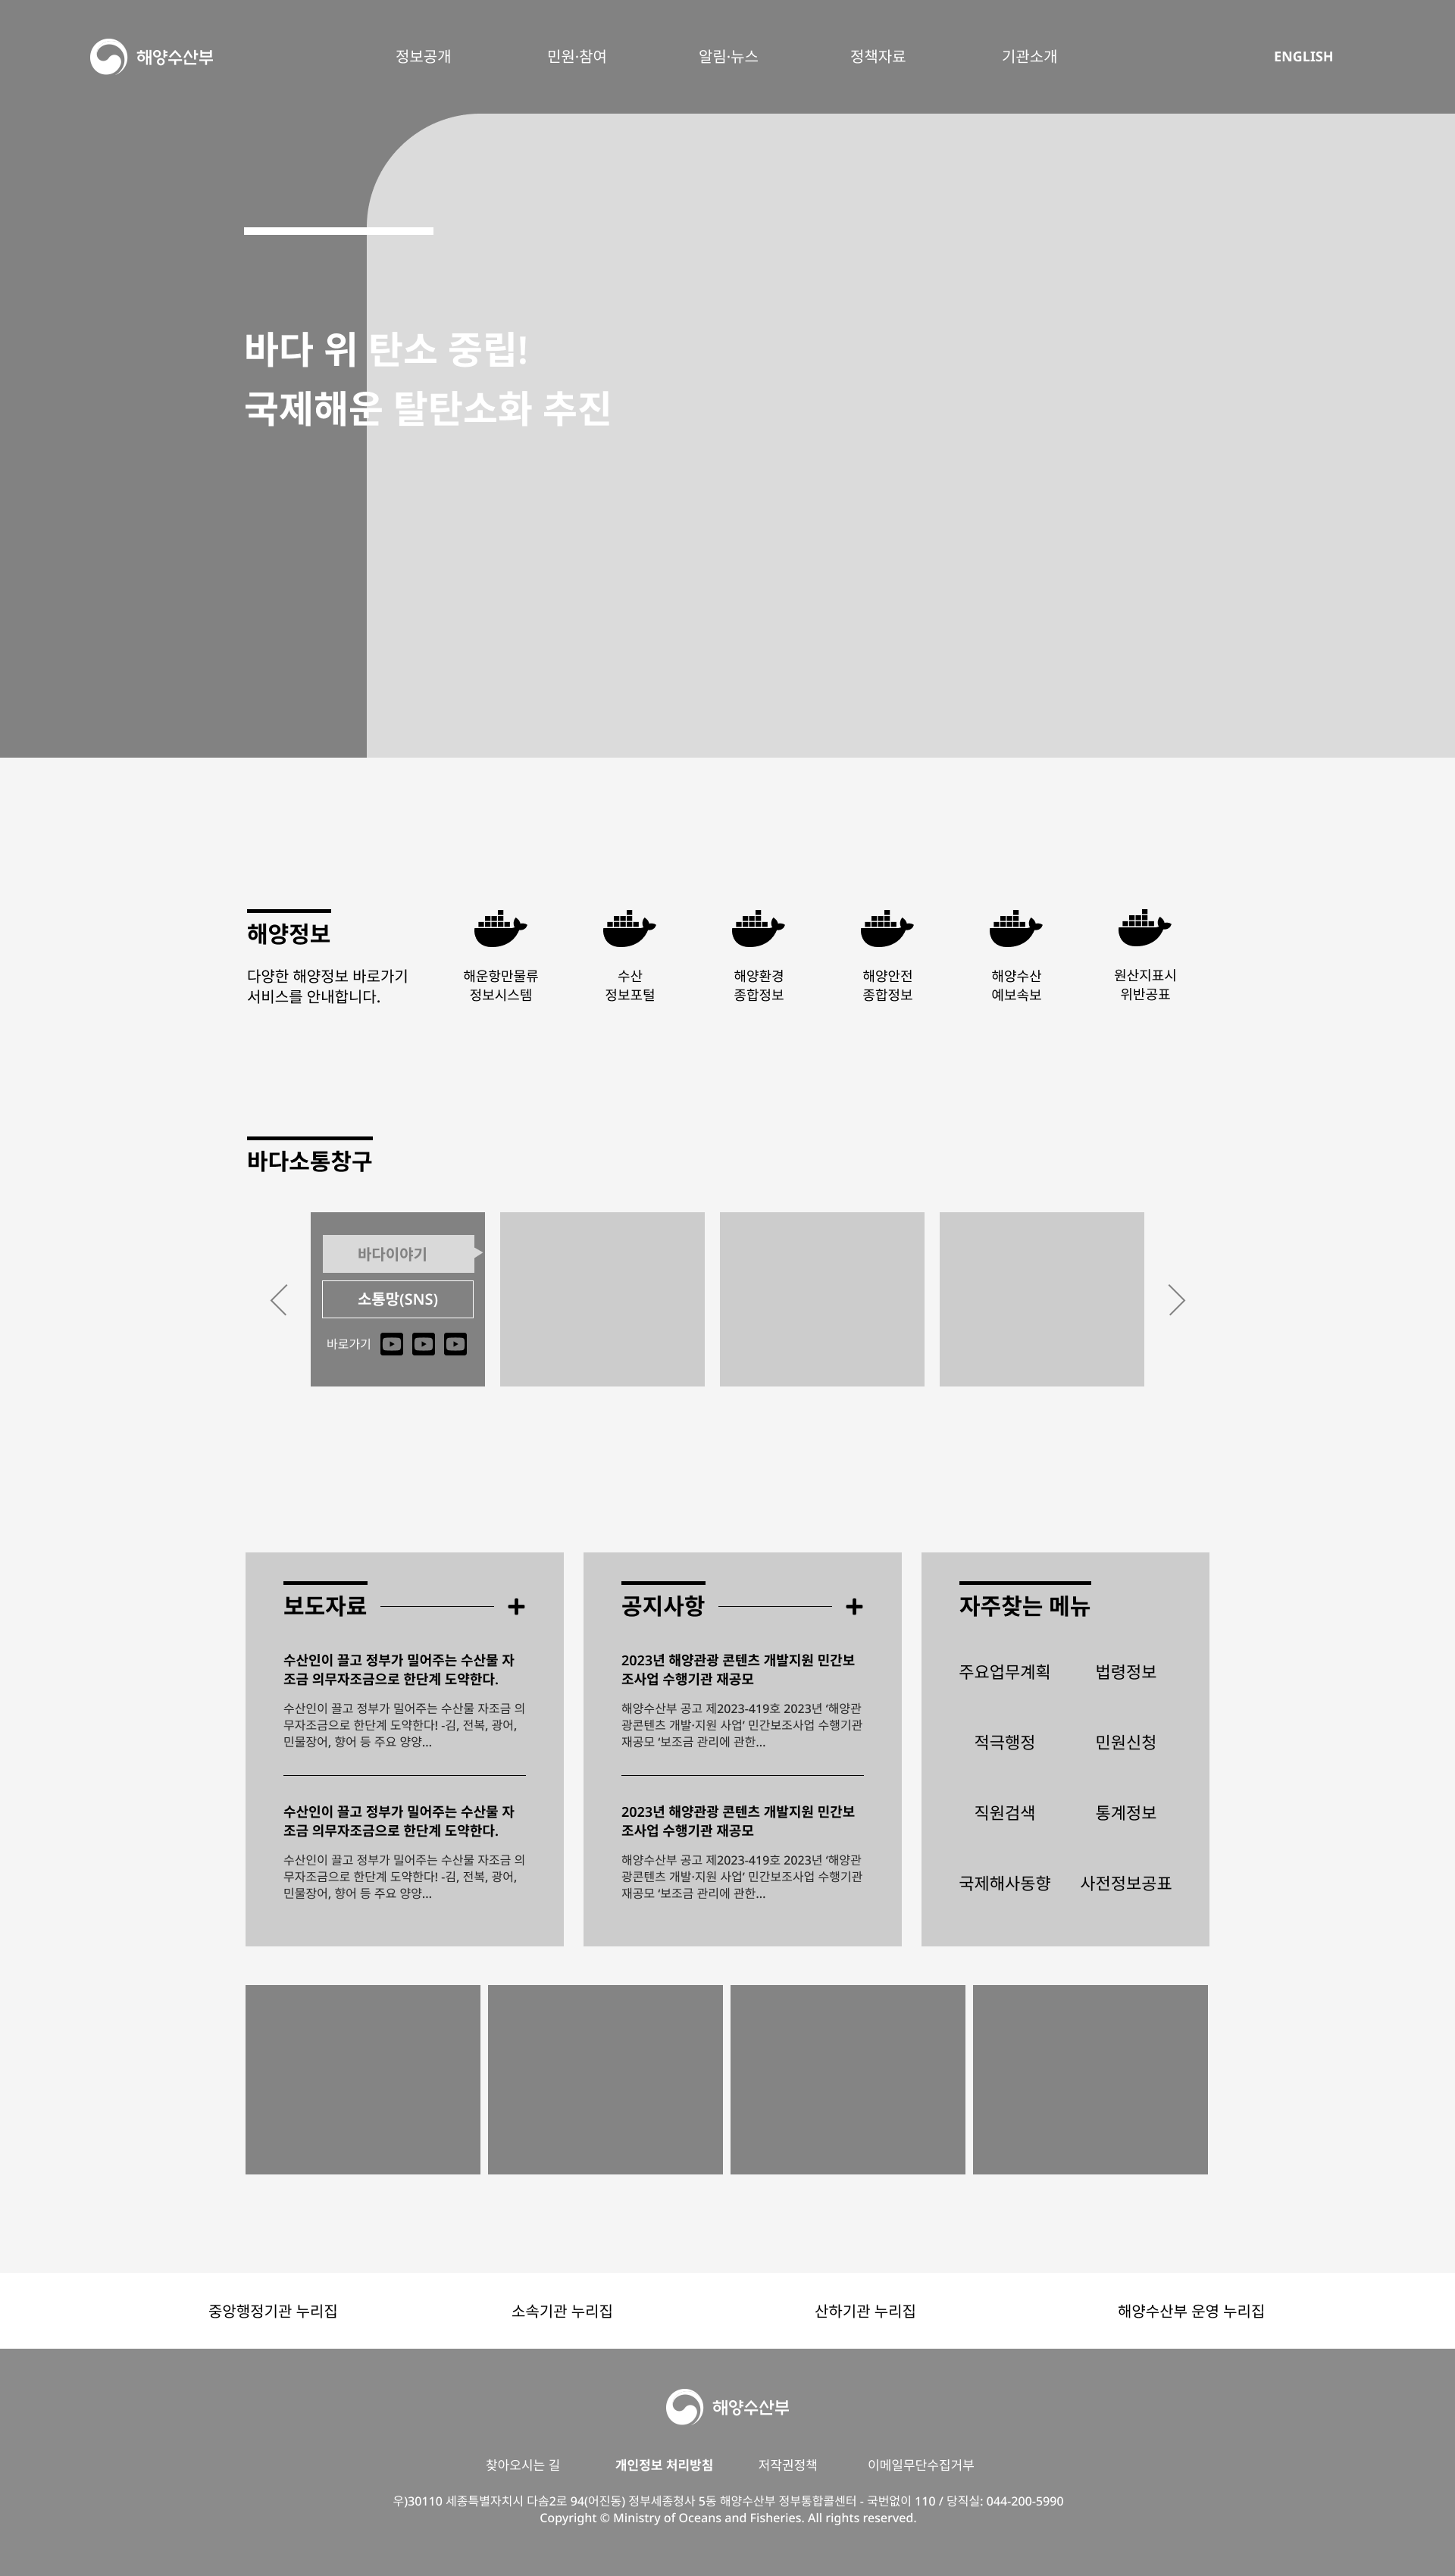 해양수산부
정보공개
민원·참여
알림·뉴스
정책자료
기관소개
ENGLISH
바다 위 탄소 중립!
국제해운 탈탄소화 추진
해양정보
다양한 해양정보 바로가기
서비스를 안내합니다.
해운항만물류
정보시스템
수산
정보포털
해양환경
종합정보
해양안전
종합정보
해양수산
예보속보
원산지표시
위반공표
바다소통창구
바다이야기
소통망(SNS)
바로가기
보도자료
수산인이 끌고 정부가 밀어주는 수산물 자
조금 의무자조금으로 한단계 도약한다.
수산인이 끌고 정부가 밀어주는 수산물 자조금 의
무자조금으로 한단계 도약한다! -김, 전복, 광어,
민물장어, 향어 등 주요 양양...
수산인이 끌고 정부가 밀어주는 수산물 자
조금 의무자조금으로 한단계 도약한다.
수산인이 끌고 정부가 밀어주는 수산물 자조금 의
무자조금으로 한단계 도약한다! -김, 전복, 광어,
민물장어, 향어 등 주요 양양...
공지사항
2023년 해양관광 콘텐츠 개발지원 민간보
조사업 수행기관 재공모
해양수산부 공고 제2023-419호 2023년 ‘해양관
광콘텐츠 개발·지원 사업’ 민간보조사업 수행기관
재공모 ‘보조금 관리에 관한...
2023년 해양관광 콘텐츠 개발지원 민간보
조사업 수행기관 재공모
해양수산부 공고 제2023-419호 2023년 ‘해양관
광콘텐츠 개발·지원 사업’ 민간보조사업 수행기관
재공모 ‘보조금 관리에 관한...
자주찾는 메뉴
주요업무계획
법령정보
적극행정
민원신청
직원검색
통계정보
국제해사동향
사전정보공표
중앙행정기관 누리집
소속기관 누리집
산하기관 누리집
해양수산부 운영 누리집
해양수산부
찾아오시는 길
개인정보 처리방침
저작권정책
이메일무단수집거부
우)30110 세종특별자치시 다솜2로 94(어진동) 정부세종청사 5동 해양수산부 정부통합콜센터 - 국번없이 110 / 당직실: 044-200-5990
Copyright © Ministry of Oceans and Fisheries. All rights reserved.